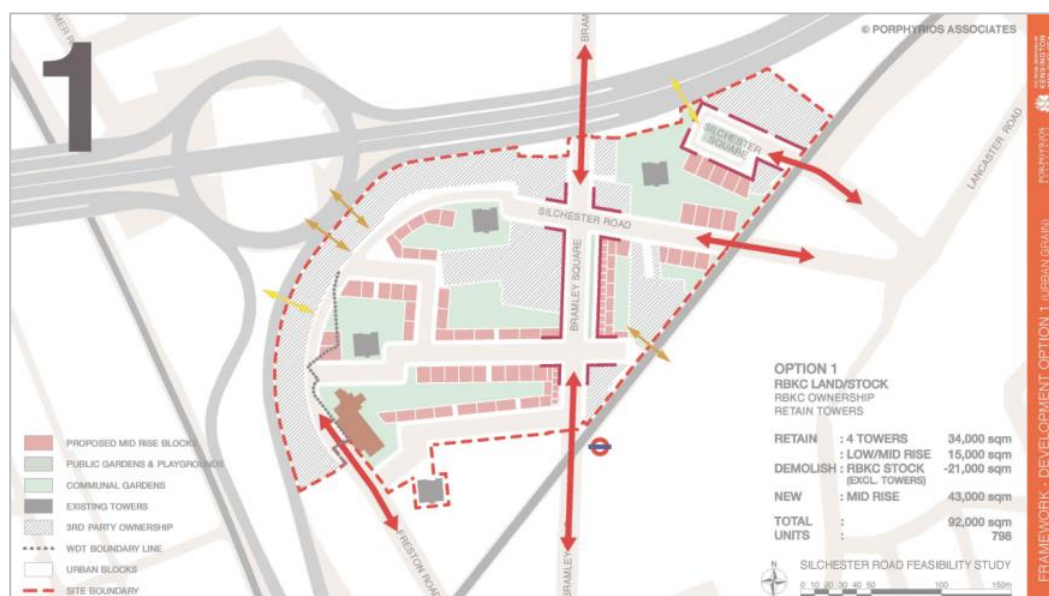 1
© PORPHYRIOS ASSOCIATES
BRAM
LANCASTER ROAD
SILCHESTER
SQUARE
SILCHESTER ROAD
BRAMLEY SQUARE
FRESTON ROAD
BRAMLEY
PROPOSED MID RISE BLOCKS
PUBLIC GARDENS & PLAYGROUNDS
COMMUNAL GARDENS
EXISTING TOWERS
3RD PARTY OWNERSHIP
WDT BOUNDARY LINE
URBAN BLOCKS
SITE BOUNDARY
OPTION 1
RBKC LAND/STOCK
RBKC OWNERSHIP
RETAIN TOWERS
RETAIN : 4 TOWERS 34,000 sqm
: LOW/MID RISE 15,000 sqm
DEMOLISH : RBKC STOCK -21,000 sqm
(EXCL. TOWERS)
NEW : MID RISE 43,000 sqm
TOTAL : 92,000 sqm
UNITS : 798
N
SILCHESTER ROAD FEASIBILITY STUDY
0 10 20 30 40 50 100 150m
FRAMEWORK - DEVELOPMENT OPTION 1 (URBAN GRAIN)